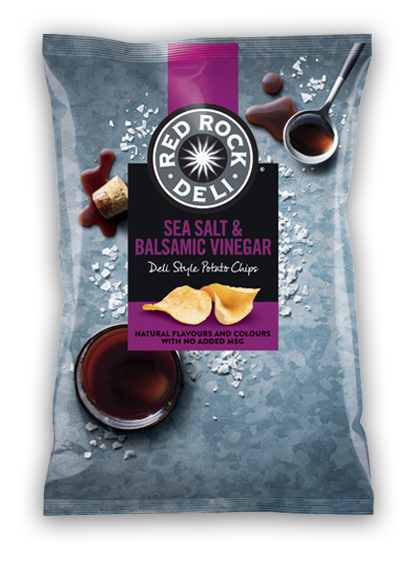 RED ROCK
DELI
®
SEA SALT &
BALSAMIC VINEGAR
Deli Style Potato Chips
NATURAL FLAVOURS AND COLOURS
WITH NO ADDED MSG